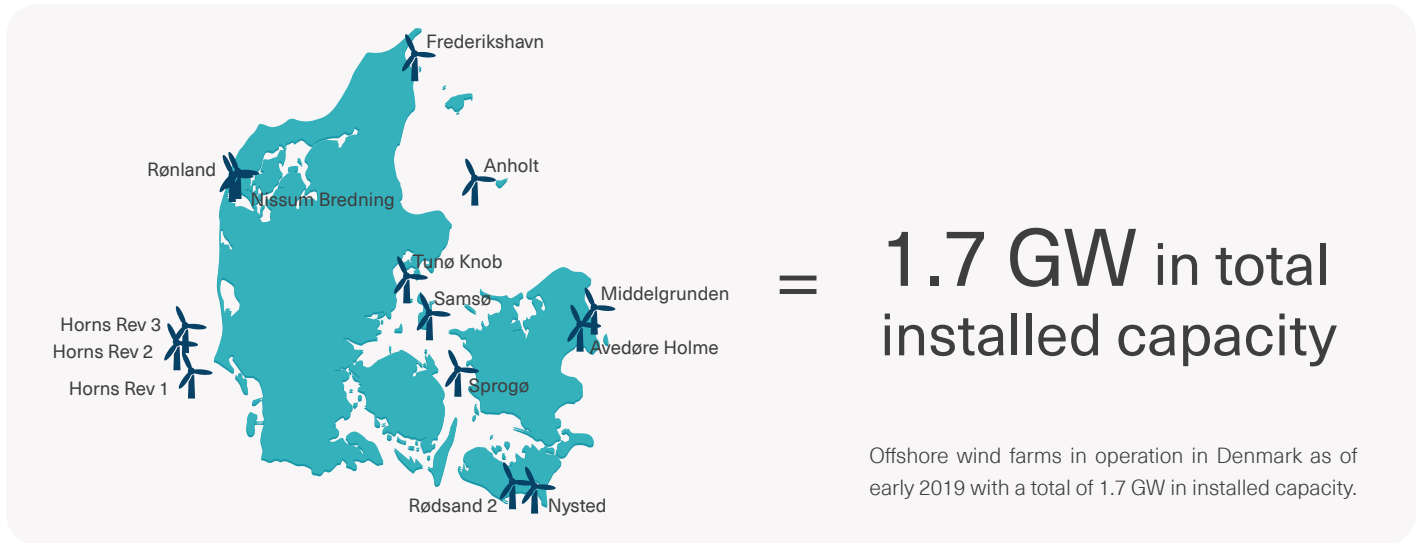 Frederikshavn
Rønland
Anholt
Nissum Bredning
Tunø Knob
Samsø
Middelgrunden
Horns Rev 3
Avedøre Holme
Horns Rev 2
Horns Rev 1
Sprogø
Rødsand 2
Nysted
=
1.7 GW in total
installed capacity
Offshore wind farms in operation in Denmark as of
early 2019 with a total of 1.7 GW in installed capacity.